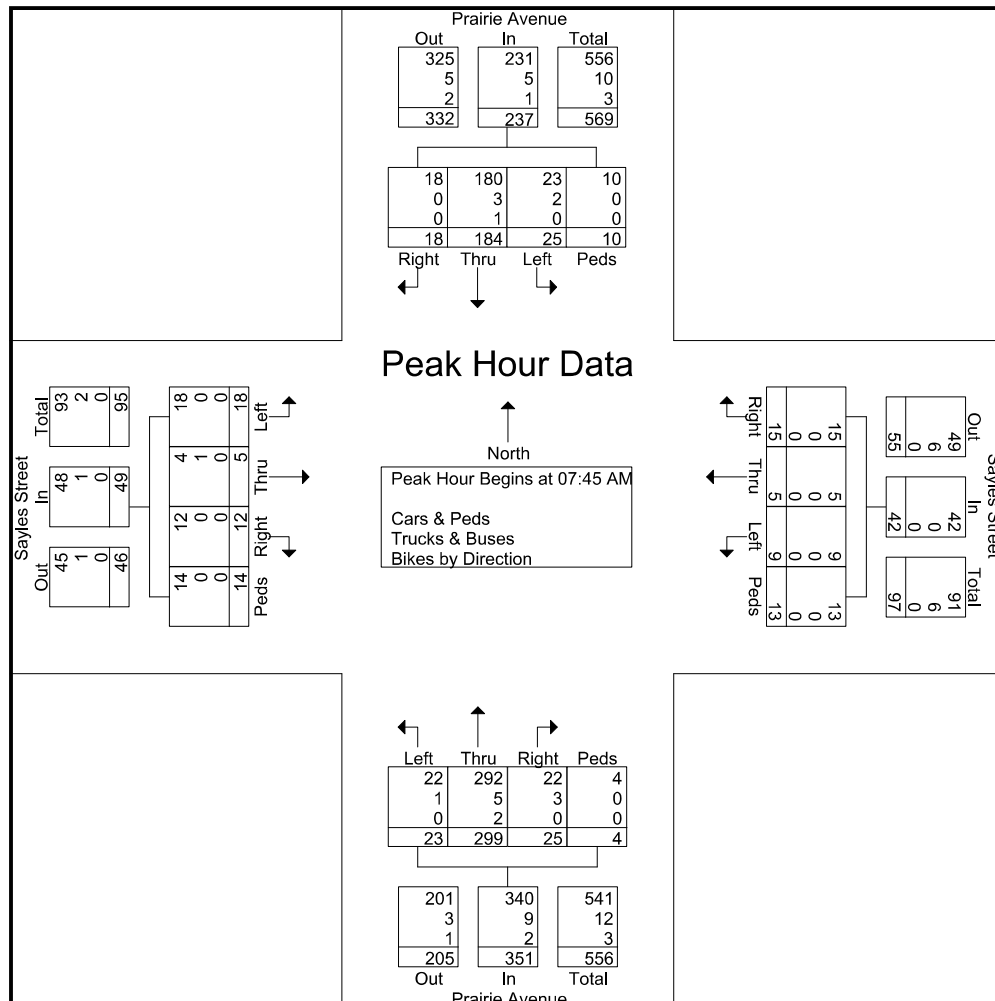 Prairie Avenue
Out In Total
325 231 556
5 5 10
2 1 3
332 237 569
18 180 23 10
0 3 2 0
0 1 0 0
18 184 25 10
Right Thru Left Peds
Peak Hour Data
North
Peak Hour Begins at 07:45 AM
Cars & Peds
Trucks & Buses
Bikes by Direction
Sayles Street
Out In Total
45 48 93
1 1 2
0 0 0
46 49 95
14 12 4 18
0 0 1 0
0 0 0 0
14 12 5 18
Peds Right Thru Left
Sayles Street
Out In Total
49 42 91
6 0 6
0 0 0
55 42 97
15 5 9 13
0 0 0 0
0 0 0 0
15 5 9 13
Right Thru Left Peds
Left Thru Right Peds
22 292 22 4
1 5 3 0
0 2 0 0
23 299 25 4
201 340 541
3 9 12
1 2 3
205 351 556
Out In Total
Prairie Avenue